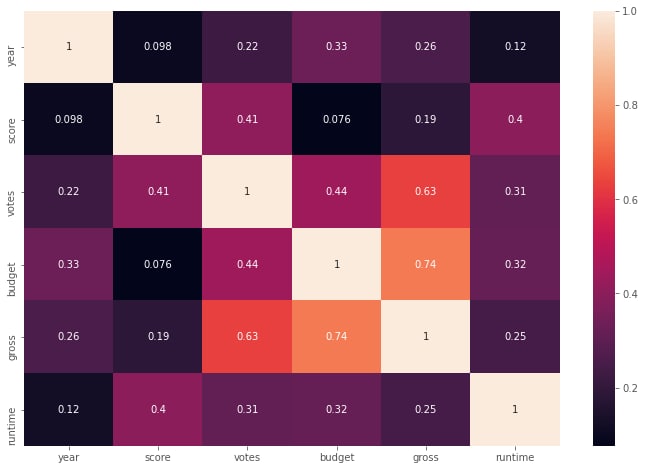 year 1 0.098 0.22 0.33 0.26 0.12
score 0.098 1 0.41 0.076 0.19 0.4
votes 0.22 0.41 1 0.44 0.63 0.31
budget 0.33 0.076 0.44 1 0.74 0.32
gross 0.26 0.19 0.63 0.74 1 0.25
runtime 0.12 0.4 0.31 0.32 0.25 1
year score votes budget gross runtime
1.0
0.8
0.6
0.4
0.2